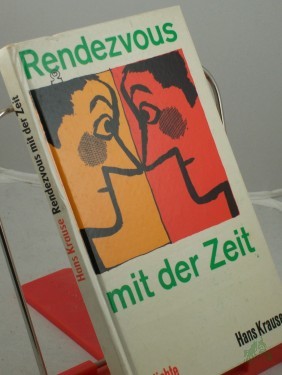 Rendezvous
mit der Zeit
Hans Krause
Hans Krause Rendezvous mit der Zeit